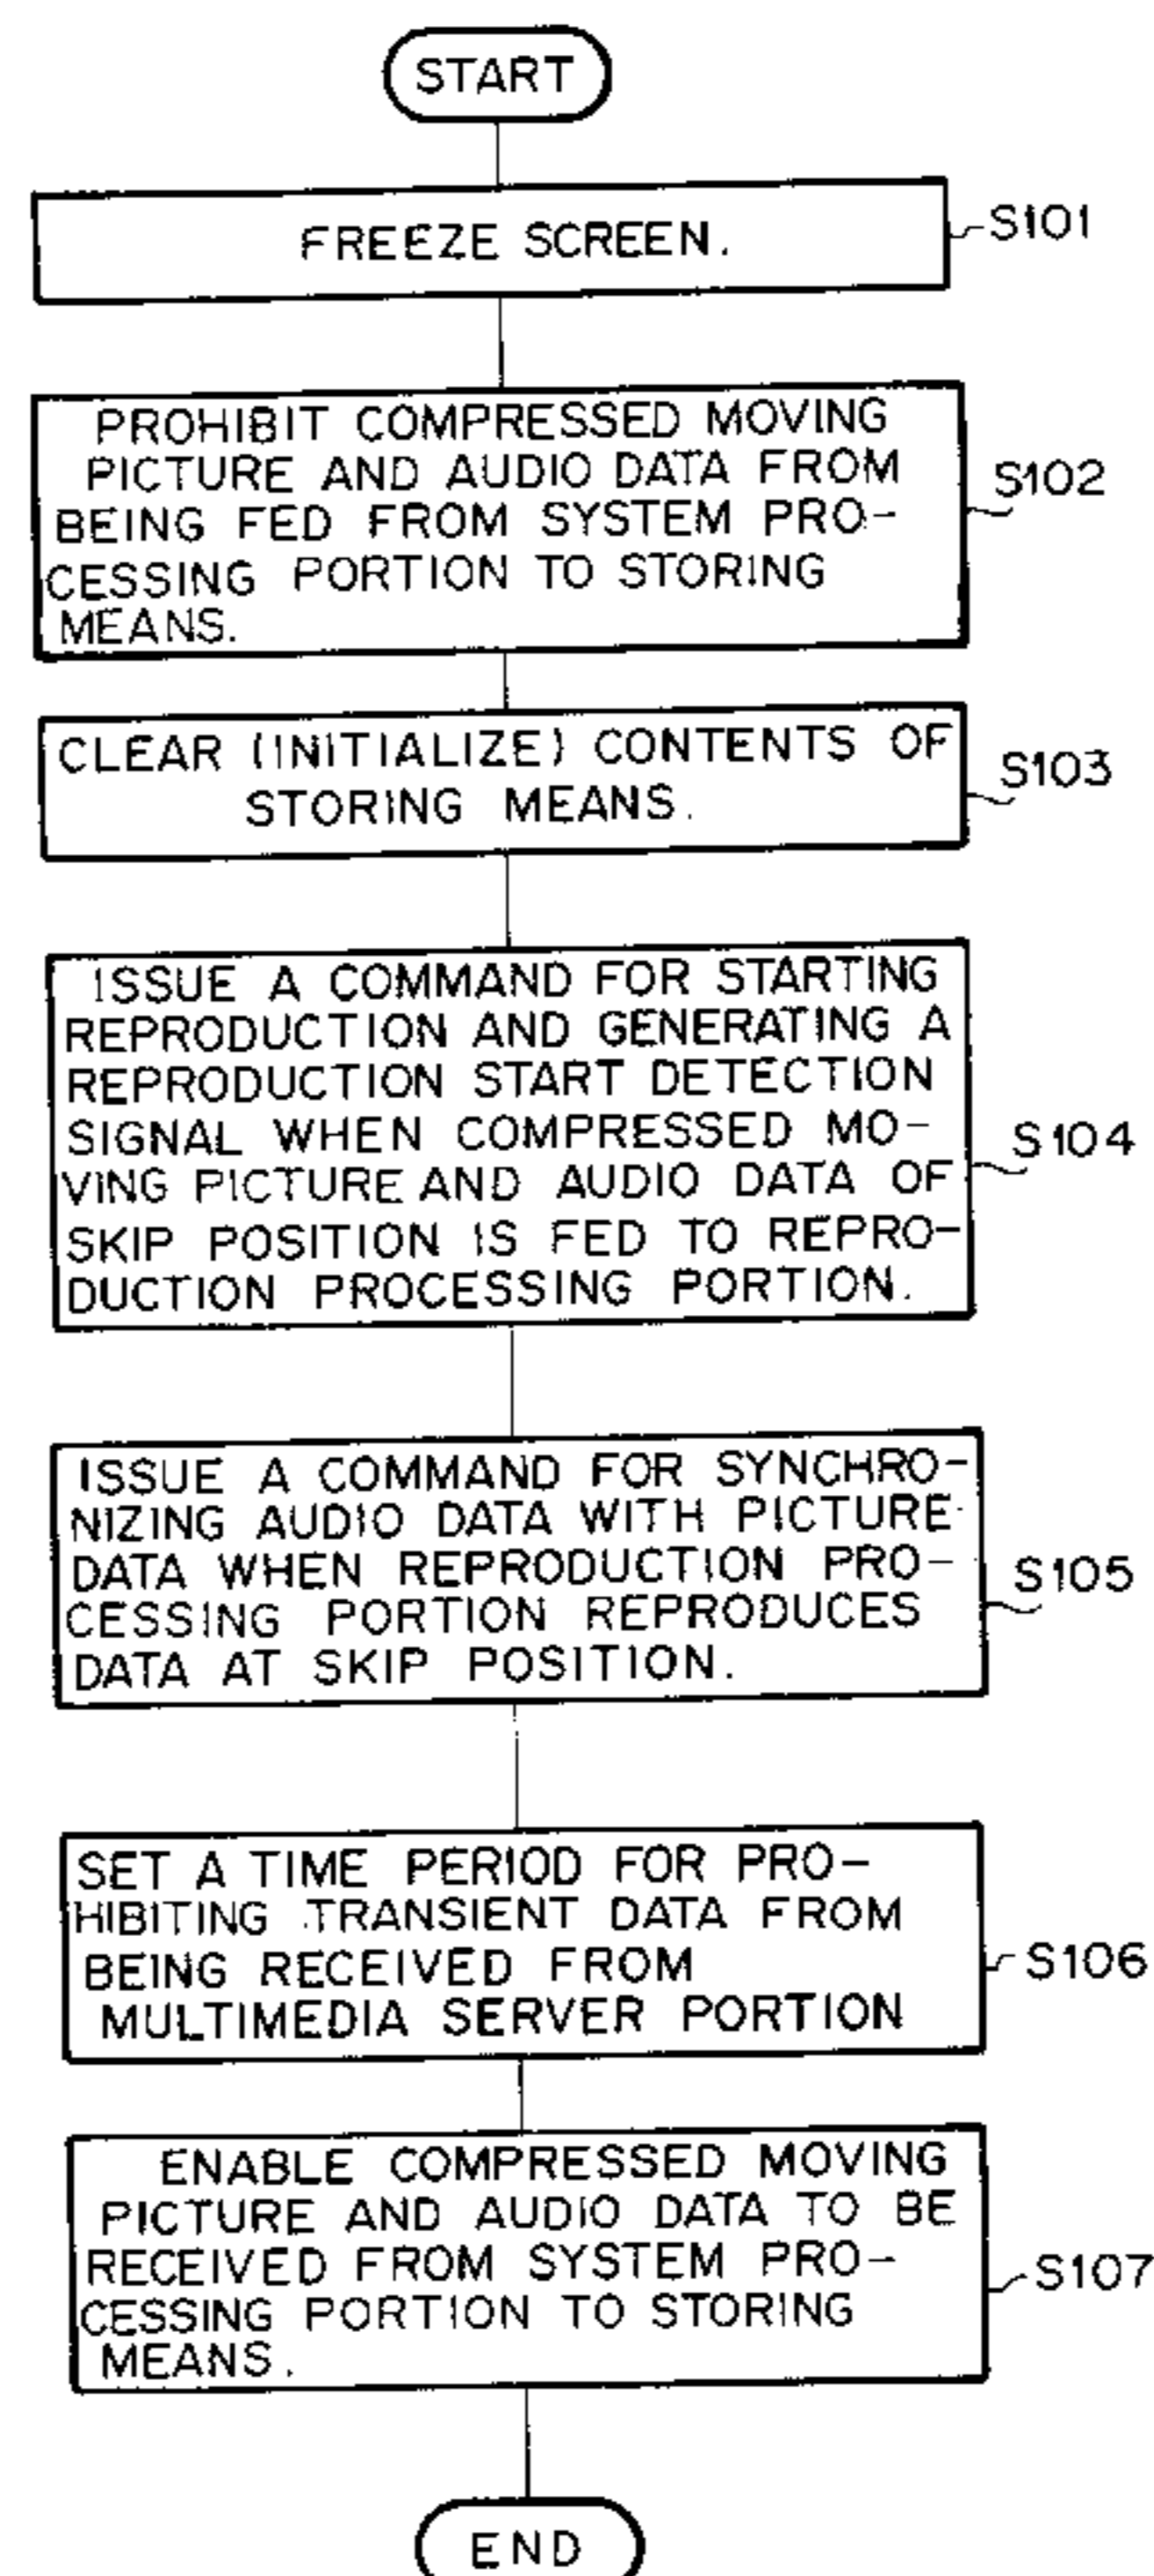 START
FREEZE SCREEN.
S101
PROHIBIT COMPRESSED MOVING
PICTURE AND AUDIO DATA FROM
BEING FED FROM SYSTEM PRO-
CESSING PORTION TO STORING
MEANS.
S102
CLEAR (INITIALIZE) CONTENTS OF
STORING MEANS.
S103
ISSUE A COMMAND FOR STARTING
REPRODUCTION AND GENERATING A
REPRODUCTION START DETECTION
SIGNAL WHEN COMPRESSED MO-
VING PICTURE AND AUDIO DATA OF
SKIP POSITION IS FED TO REPRO-
DUCTION PROCESSING PORTION.
S104
ISSUE A COMMAND FOR SYNCHRO-
NIZING AUDIO DATA WITH PICTURE
DATA WHEN REPRODUCTION PRO-
CESSING PORTION REPRODUCES
DATA AT SKIP POSITION.
S105
SET A TIME PERIOD FOR PRO-
HIBITING TRANSIENT DATA FROM
BEING RECEIVED FROM
MULTIMEDIA SERVER PORTION
S106
ENABLE COMPRESSED MOVING
PICTURE AND AUDIO DATA TO BE
RECEIVED FROM SYSTEM PRO-
CESSING PORTION TO STORING
MEANS.
S107
END